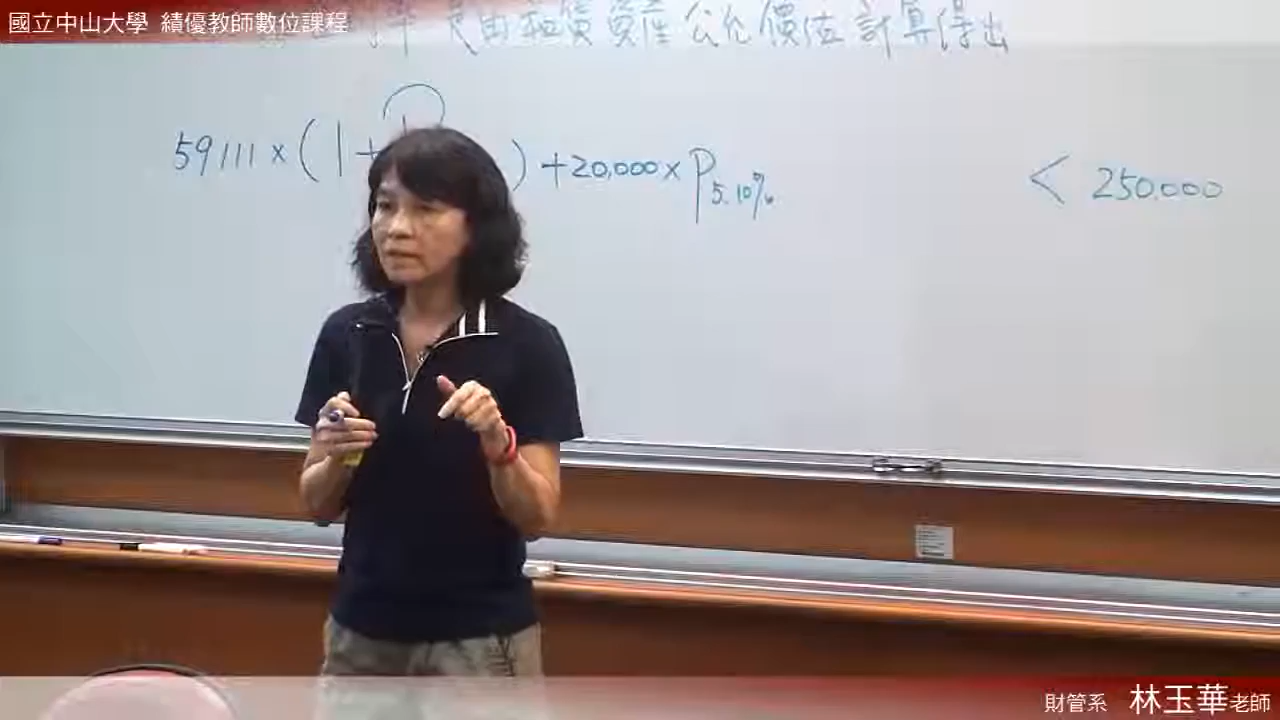 國立中山大學 績優教師數位課程
租賃資產公允價值計算得出
59111 × ( 1 + ) + 20,000 × P5.10% < 250,000
財管系 林玉華老師